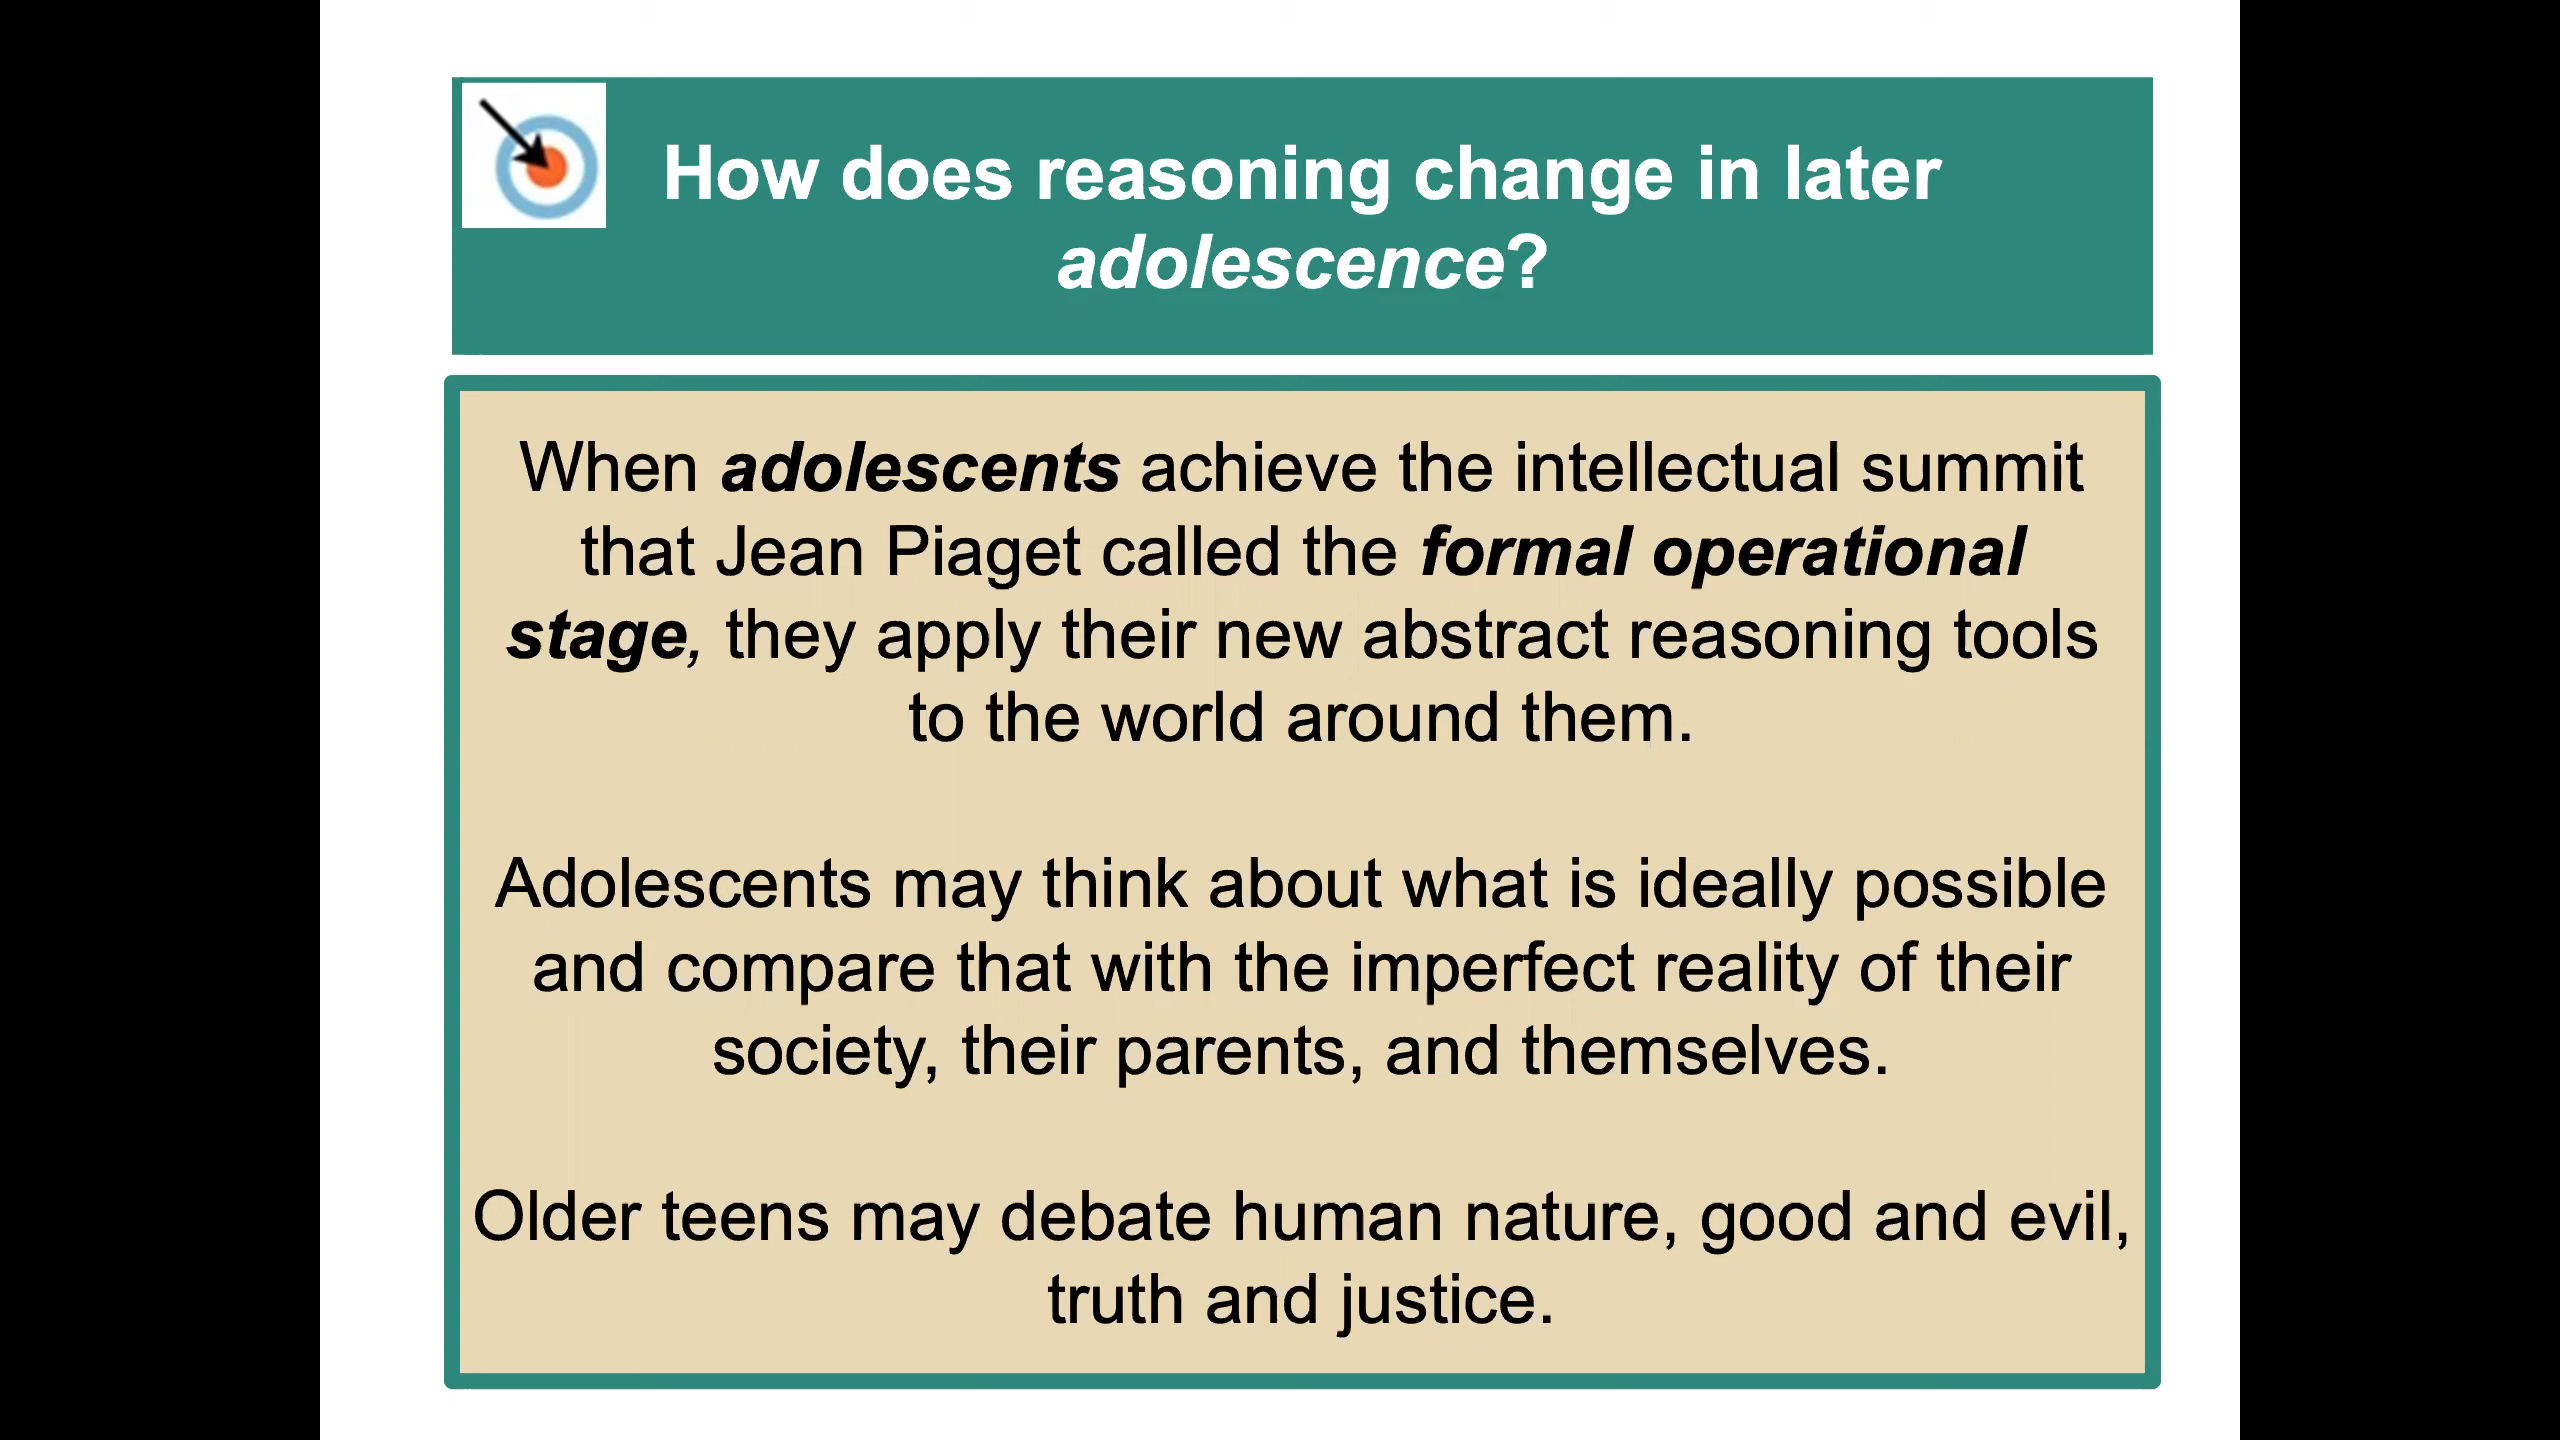 How does reasoning change in later
adolescence?
When adolescents achieve the intellectual summit
that Jean Piaget called the formal operational
stage, they apply their new abstract reasoning tools
to the world around them.
Adolescents may think about what is ideally possible
and compare that with the imperfect reality of their
society, their parents, and themselves.
Older teens may debate human nature, good and evil,
truth and justice.